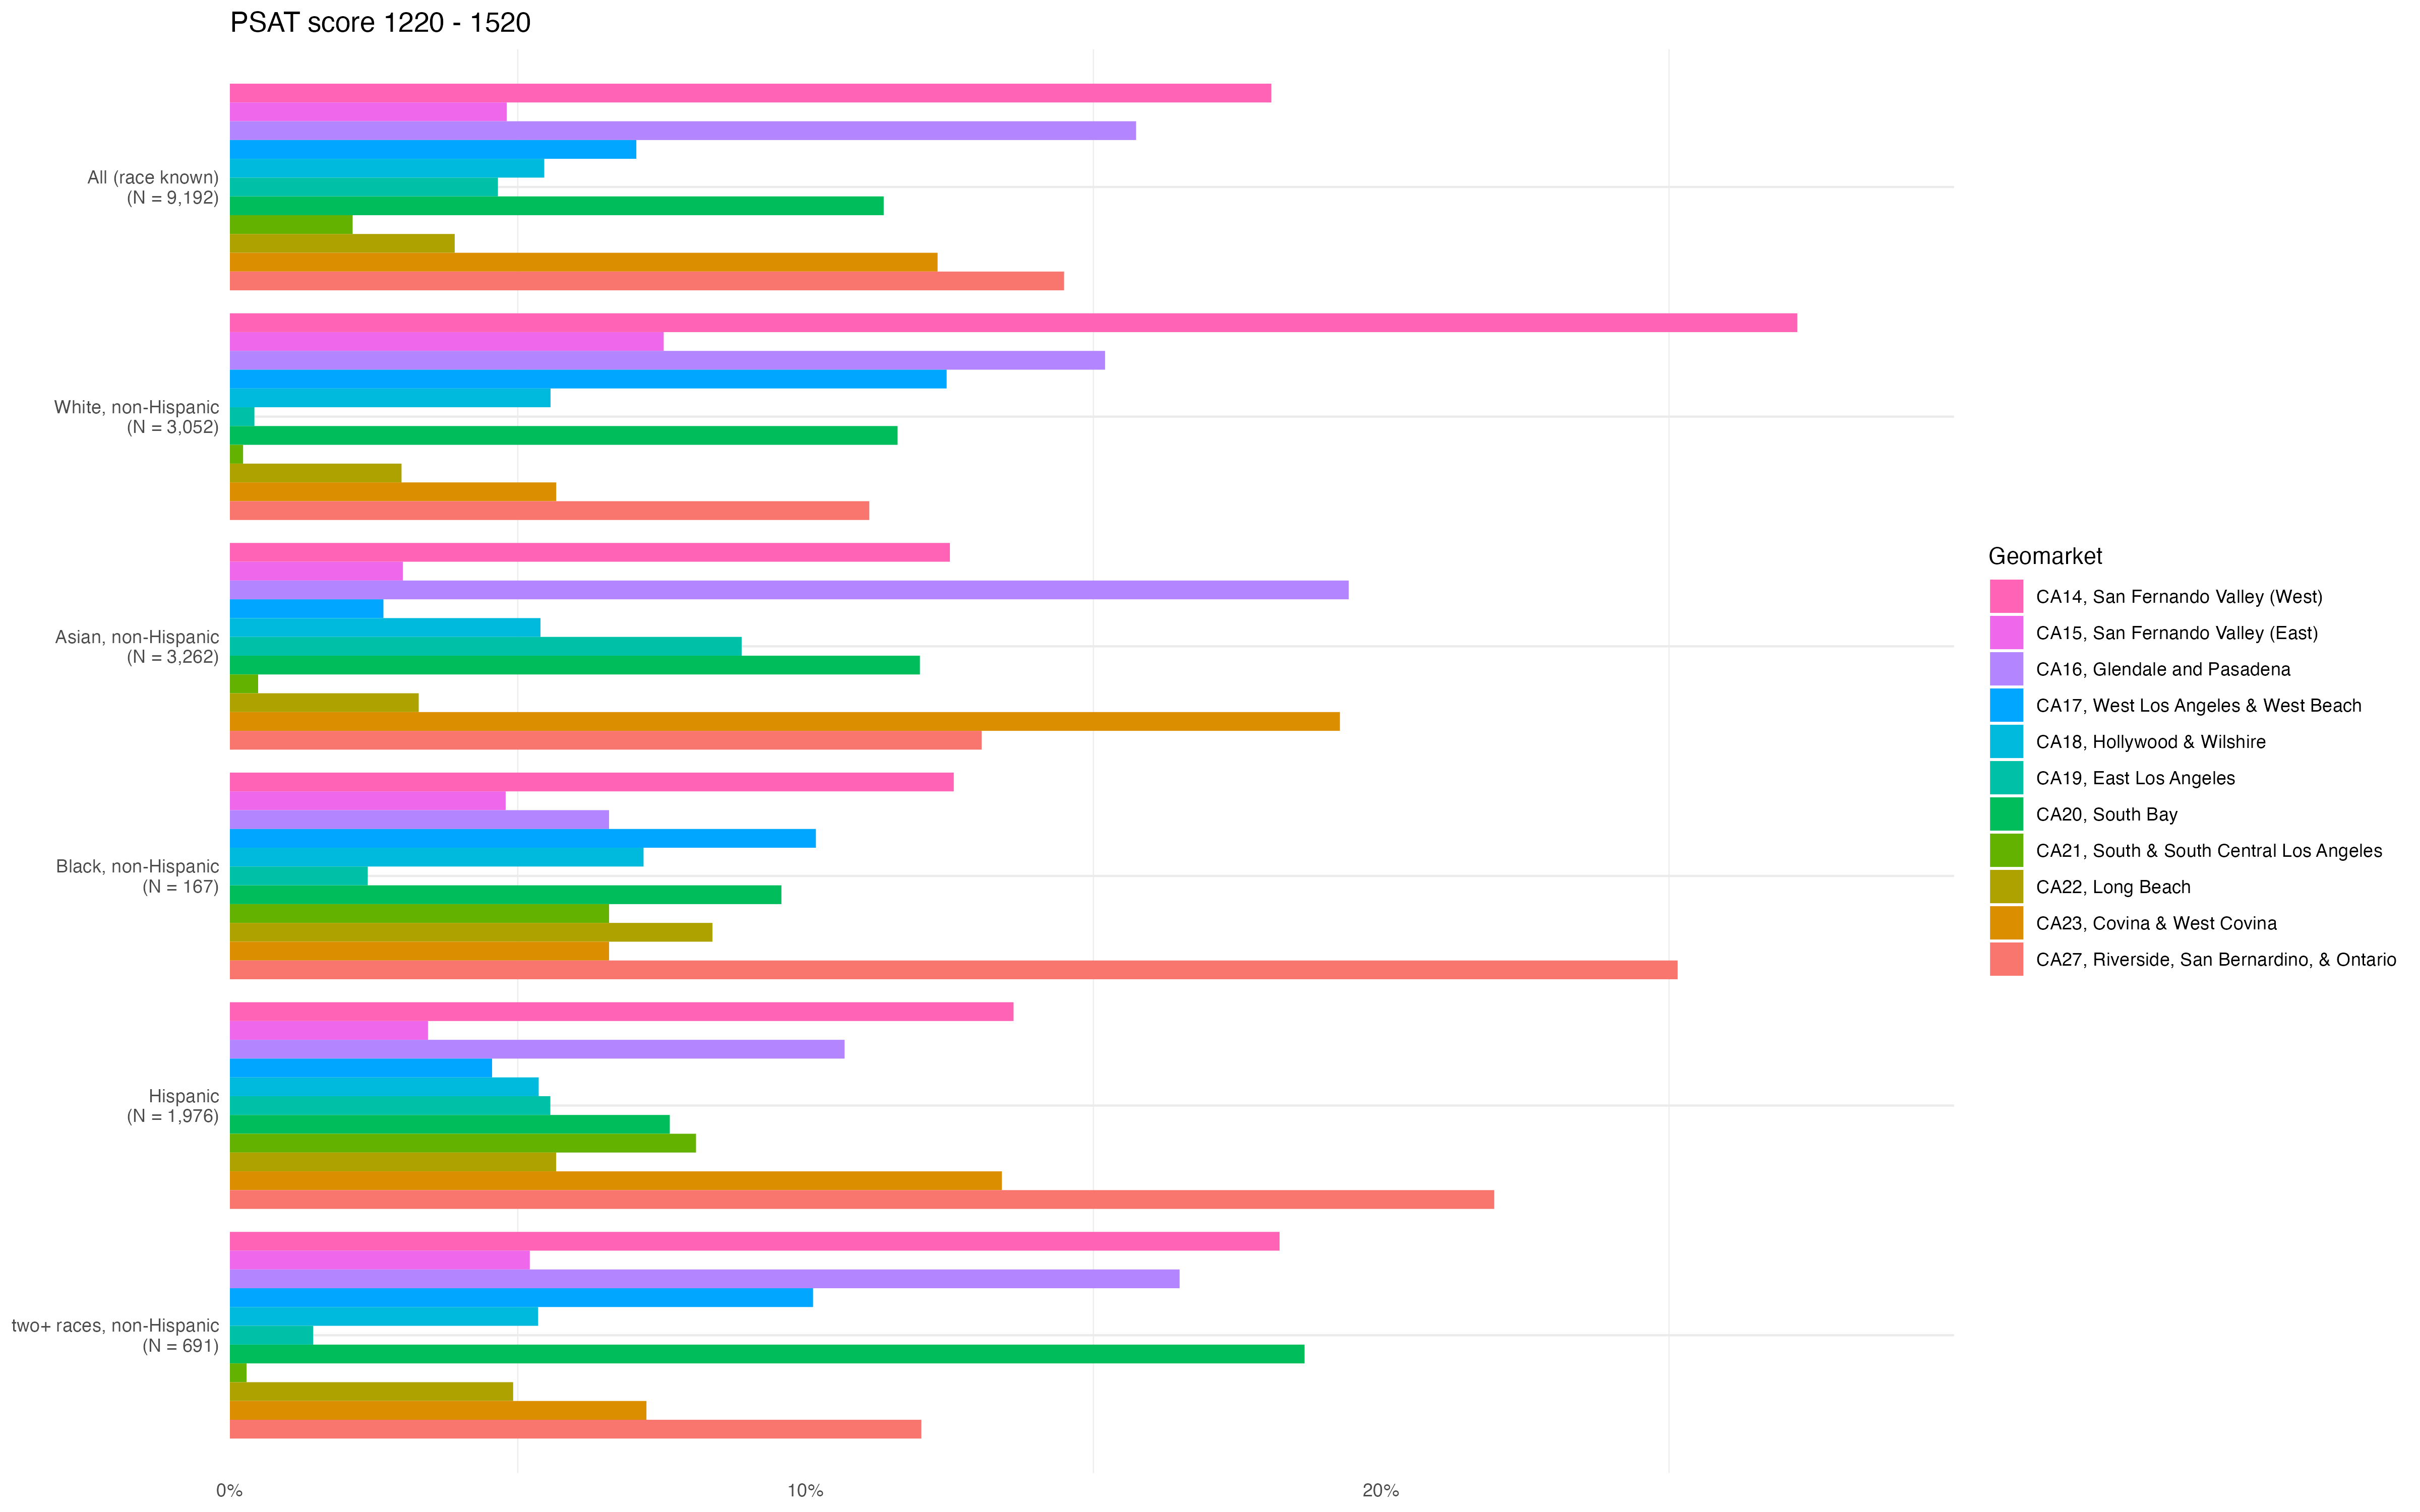 PSAT score 1220 - 1520
All (race known)
(N = 9,192)
White, non-Hispanic
(N = 3,052)
Asian, non-Hispanic
(N = 3,262)
Black, non-Hispanic
(N = 167)
Hispanic
(N = 1,976)
two+ races, non-Hispanic
(N = 691)
0%
10%
20%
Geomarket
CA14, San Fernando Valley (West)
CA15, San Fernando Valley (East)
CA16, Glendale and Pasadena
CA17, West Los Angeles & West Beach
CA18, Hollywood & Wilshire
CA19, East Los Angeles
CA20, South Bay
CA21, South & South Central Los Angeles
CA22, Long Beach
CA23, Covina & West Covina
CA27, Riverside, San Bernardino, & Ontario